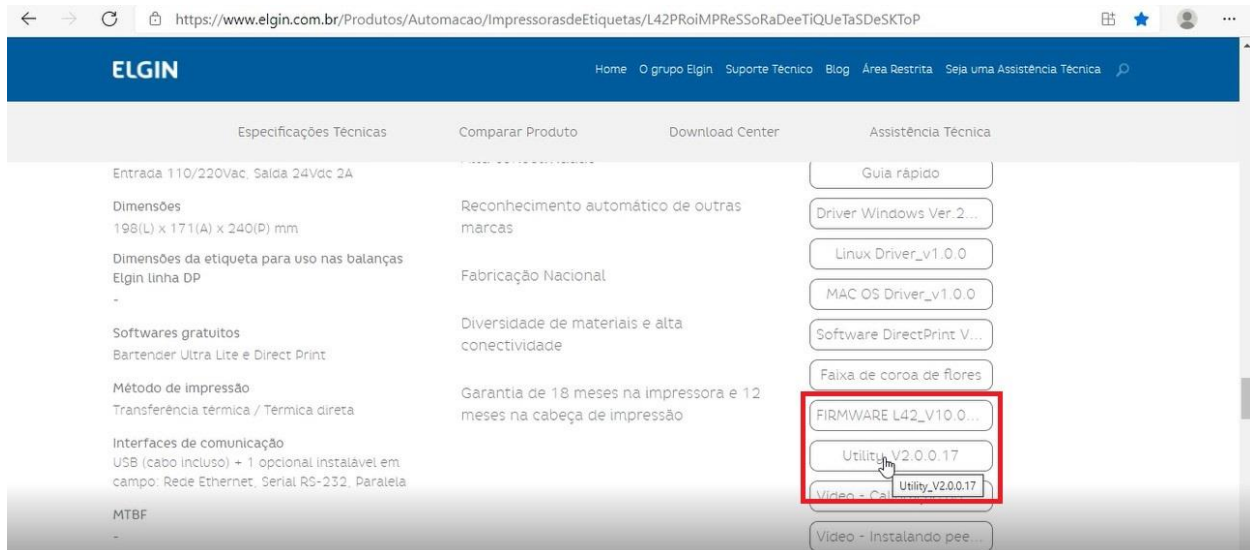 https://www.elgin.com.br/Produtos/Automacao/ImpressorasdeEtiquetas/L42PRoiMPReSSoRaDeeTiQUeTaSDeSKToP
ELGIN
Home O grupo Elgin Suporte Técnico Blog Área Restrita Seja uma Assistência Técnica
Especificações Técnicas Comparar Produto Download Center Assistência Técnica
Entrada 110/220Vac, Saída 24Vdc 2A
Dimensões
198(L) x 171(A) x 240(P) mm
Dimensões da etiqueta para uso nas balanças
Elgin linha DP
-
Softwares gratuitos
Bartender Ultra Lite e Direct Print
Método de impressão
Transferência térmica / Térmica direta
Interfaces de comunicação
USB (cabo incluso) + 1 opcional instalável em
campo: Rede Ethernet, Serial RS-232, Paralela
MTBF
-
Reconhecimento automático de outras
marcas
Fabricação Nacional
Diversidade de materiais e alta
conectividade
Garantia de 18 meses na impressora e 12
meses na cabeça de impressão
Guia rápido
Driver Windows Ver.2...
Linux Driver_v1.0.0
MAC OS Driver_v1.0.0
Software DirectPrint V...
Faixa de coroa de flores
FIRMWARE L42_V10.0...
Utility_V2.0.0.17
Utility_V2.0.0.17
Vídeo -
Vídeo - Instalando pee...